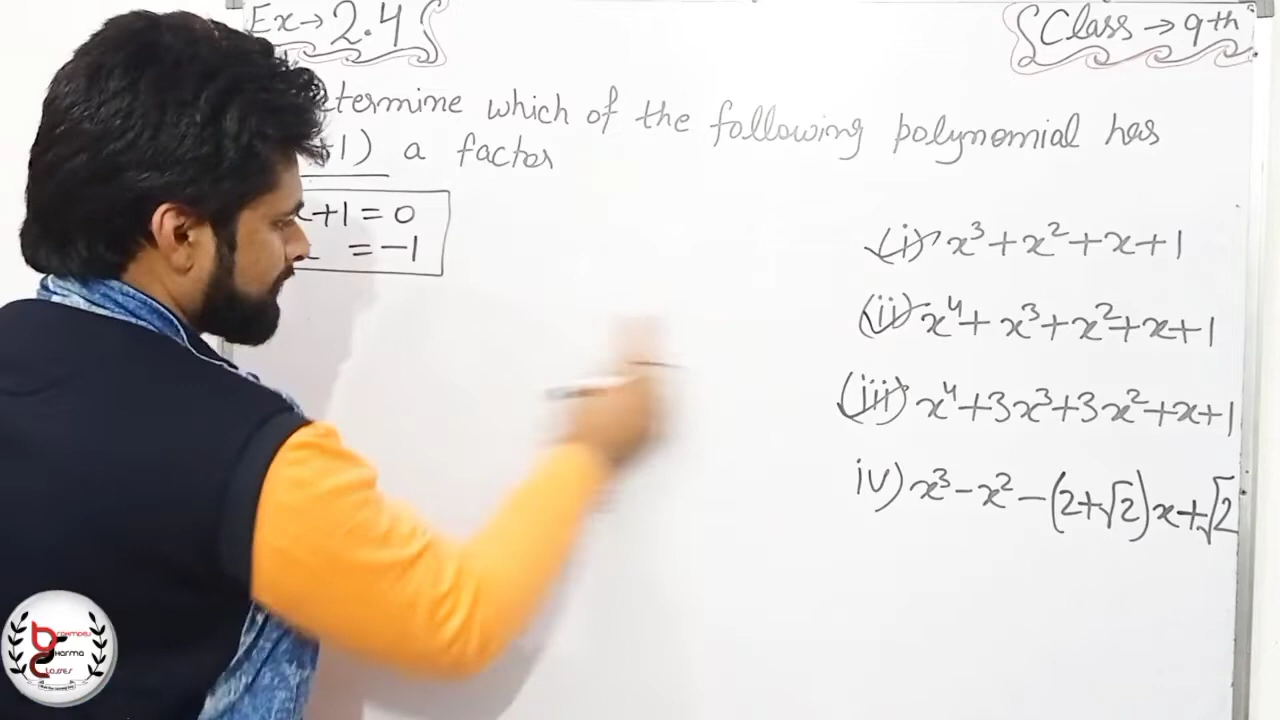 Ex→2.4
Class → 9th
termine which of the following polynomial has
+1) a factor
x+1=0
=-1
(i) x³+x²+x+1
(ii) x⁴+x³+x²+x+1
(iii) x⁴+3x³+3x²+x+1
iv) x³-x²-(2+√2)x+√2